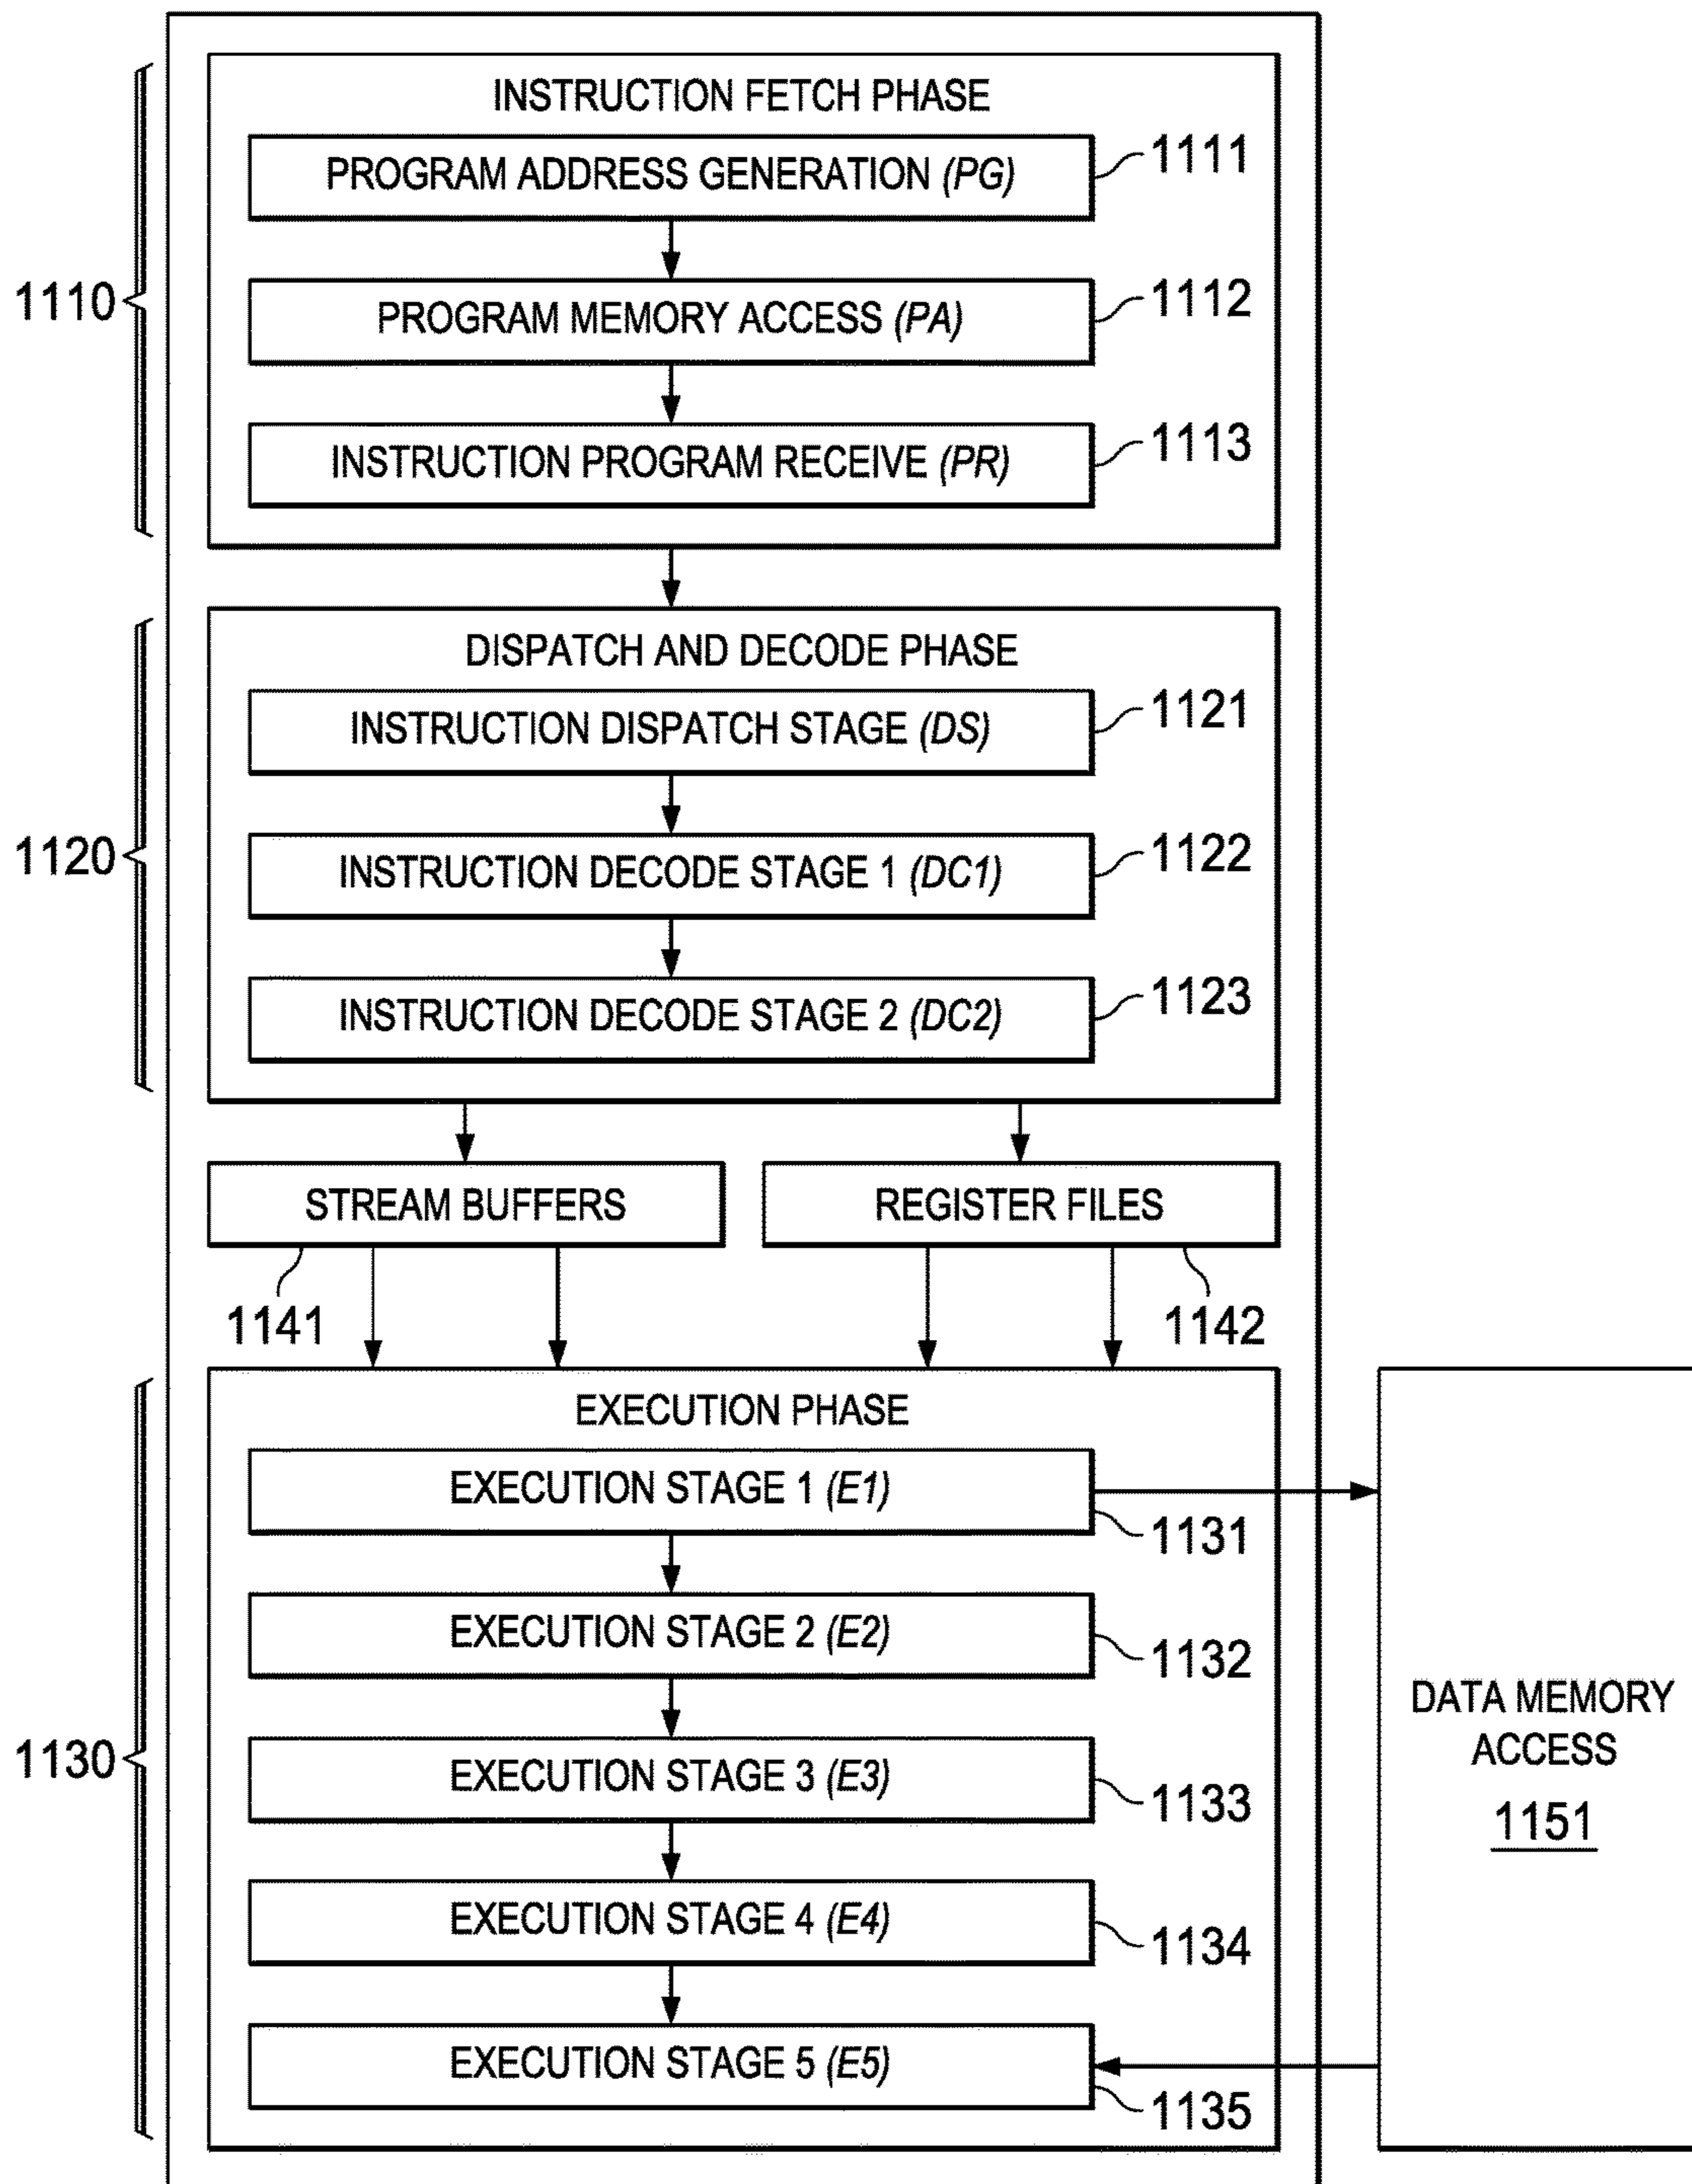 INSTRUCTION FETCH PHASE
PROGRAM ADDRESS GENERATION (PG)
1111
1110
PROGRAM MEMORY ACCESS (PA)
1112
INSTRUCTION PROGRAM RECEIVE (PR)
1113
DISPATCH AND DECODE PHASE
INSTRUCTION DISPATCH STAGE (DS)
1121
1120
INSTRUCTION DECODE STAGE 1 (DC1)
1122
INSTRUCTION DECODE STAGE 2 (DC2)
1123
STREAM BUFFERS
REGISTER FILES
1141
1142
EXECUTION PHASE
EXECUTION STAGE 1 (E1)
1131
EXECUTION STAGE 2 (E2)
1132
1130
EXECUTION STAGE 3 (E3)
1133
EXECUTION STAGE 4 (E4)
1134
EXECUTION STAGE 5 (E5)
1135
DATA MEMORY
ACCESS
1151